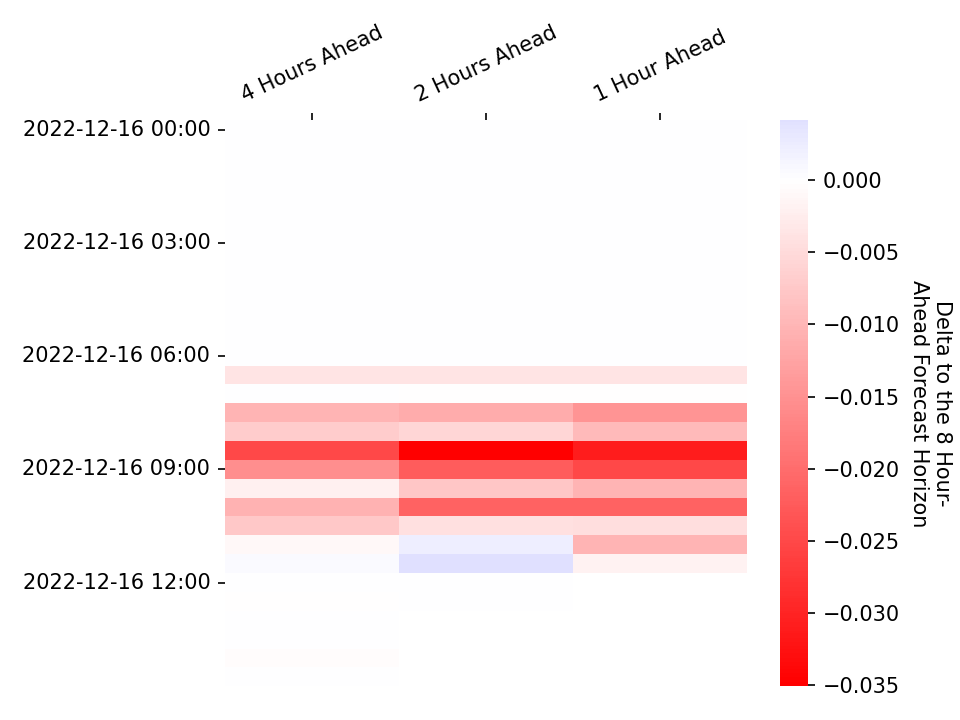 4 Hours Ahead
2 Hours Ahead
1 Hour Ahead
2022-12-16 00:00
2022-12-16 03:00
2022-12-16 06:00
2022-12-16 09:00
2022-12-16 12:00
0.000
−0.005
−0.010
−0.015
−0.020
−0.025
−0.030
−0.035
Delta to the 8 Hour-
Ahead Forecast Horizon